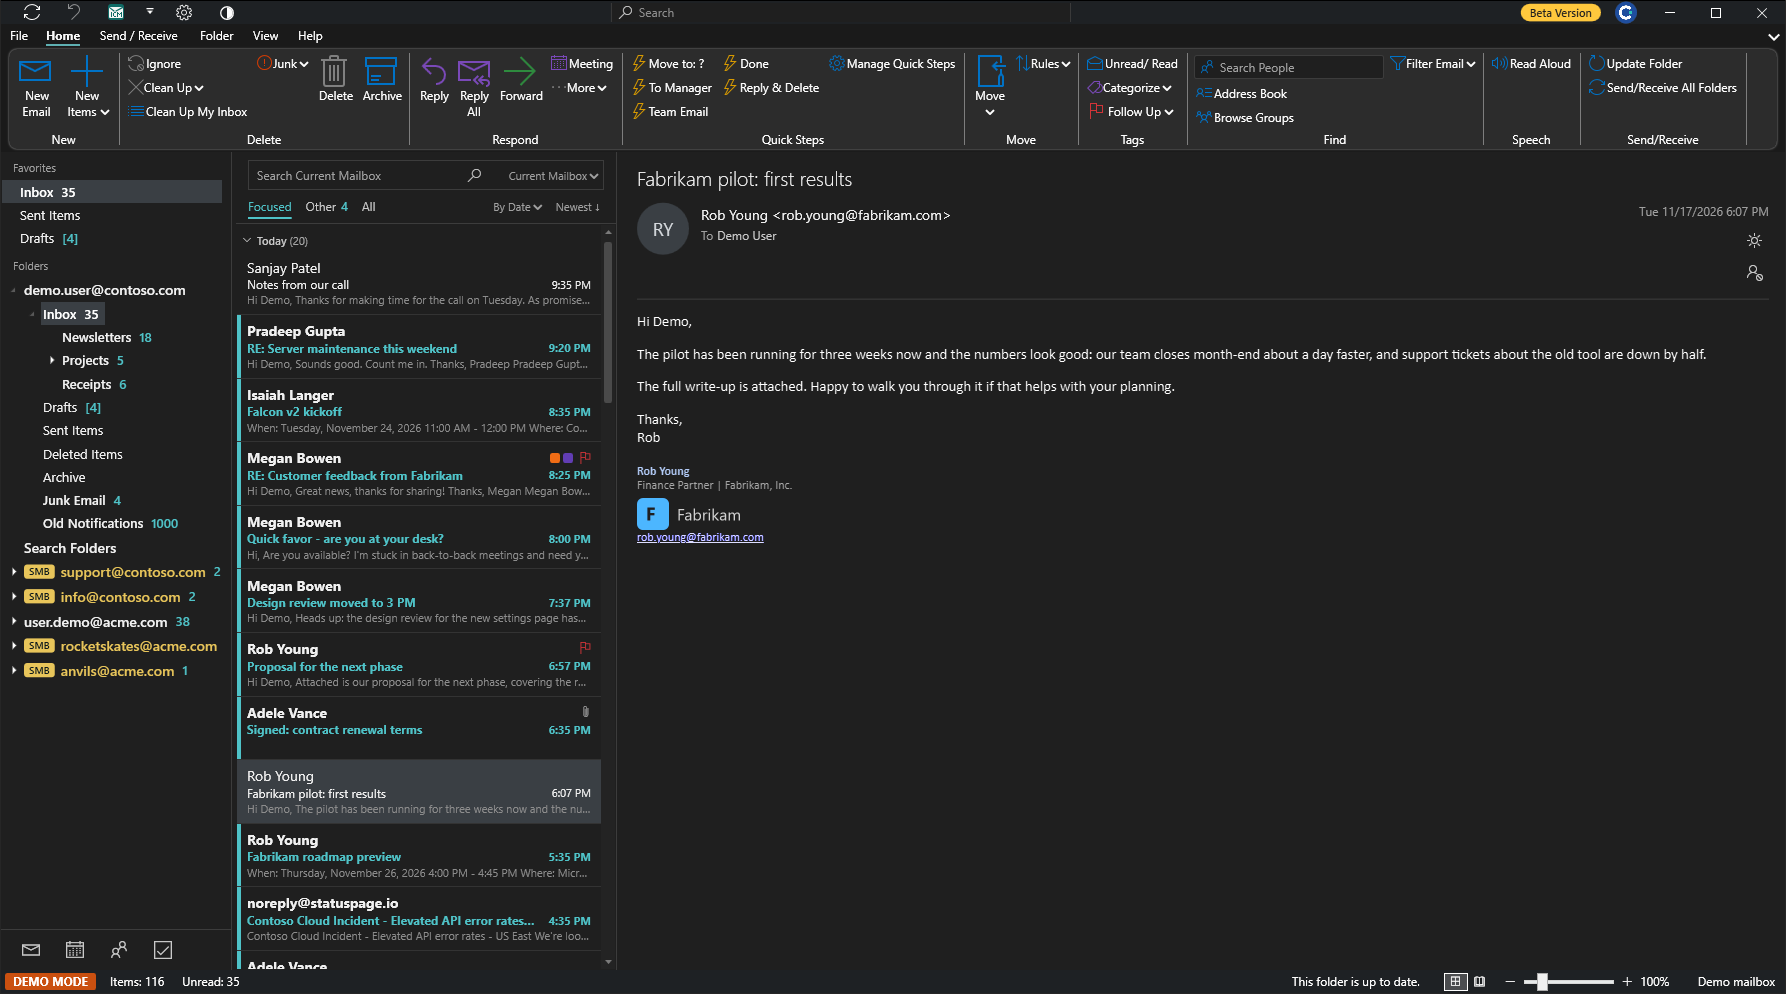 Search
Beta Version
File Home Send / Receive Folder View Help
New Email
New Items
New
Ignore
Clean Up
Clean Up My Inbox
Junk
Delete
Archive
Delete
Reply
Reply All
Forward
Meeting
More
Respond
Move to: ?
To Manager
Team Email
Done
Reply & Delete
Manage Quick Steps
Quick Steps
Move
Rules
Move
Unread/ Read
Categorize
Follow Up
Tags
Search People
Address Book
Browse Groups
Filter Email
Find
Read Aloud
Speech
Update Folder
Send/Receive All Folders
Send/Receive
Favorites
Inbox 35
Sent Items
Drafts [4]
Folders
demo.user@contoso.com
Inbox 35
Newsletters 18
Projects 5
Receipts 6
Drafts [4]
Sent Items
Deleted Items
Archive
Junk Email 4
Old Notifications 1000
Search Folders
SMB support@contoso.com 2
SMB info@contoso.com 2
user.demo@acme.com 38
SMB rocketskates@acme.com
SMB anvils@acme.com 1
Search Current Mailbox
Current Mailbox
Focused Other 4 All
By Date Newest ↓
Today (20)
Sanjay Patel
Notes from our call 9:35 PM
Hi Demo, Thanks for making time for the call on Tuesday. As promise...
Pradeep Gupta
RE: Server maintenance this weekend 9:20 PM
Hi Demo, Sounds good. Count me in. Thanks, Pradeep Pradeep Gupt...
Isaiah Langer
Falcon v2 kickoff 8:35 PM
When: Tuesday, November 24, 2026 11:00 AM - 12:00 PM Where: Co...
Megan Bowen
RE: Customer feedback from Fabrikam 8:25 PM
Hi Demo, Great news, thanks for sharing! Thanks, Megan Megan Bow...
Megan Bowen
Quick favor - are you at your desk? 8:00 PM
Hi, Are you available? I'm stuck in back-to-back meetings and need y...
Megan Bowen
Design review moved to 3 PM 7:37 PM
Hi Demo, Heads up: the design review for the new settings page has...
Rob Young
Proposal for the next phase 6:57 PM
Hi Demo, Attached is our proposal for the next phase, covering the r...
Adele Vance
Signed: contract renewal terms 6:35 PM
Rob Young
Fabrikam pilot: first results 6:07 PM
Hi Demo, The pilot has been running for three weeks now and the nu...
Rob Young
Fabrikam roadmap preview 5:35 PM
When: Thursday, November 26, 2026 4:00 PM - 4:45 PM Where: Micr...
noreply@statuspage.io
Contoso Cloud Incident - Elevated API error rates... 4:35 PM
Contoso Cloud Incident - Elevated API error rates - US East We're loo...
Adele Vance
Fabrikam pilot: first results
RY
Rob Young <rob.young@fabrikam.com>
To Demo User
Tue 11/17/2026 6:07 PM
Hi Demo,
The pilot has been running for three weeks now and the numbers look good: our team closes month-end about a day faster, and support tickets about the old tool are down by half.
The full write-up is attached. Happy to walk you through it if that helps with your planning.
Thanks,
Rob
Rob Young
Finance Partner | Fabrikam, Inc.
F Fabrikam
rob.young@fabrikam.com
DEMO MODE Items: 116 Unread: 35
This folder is up to date.
100%
Demo mailbox